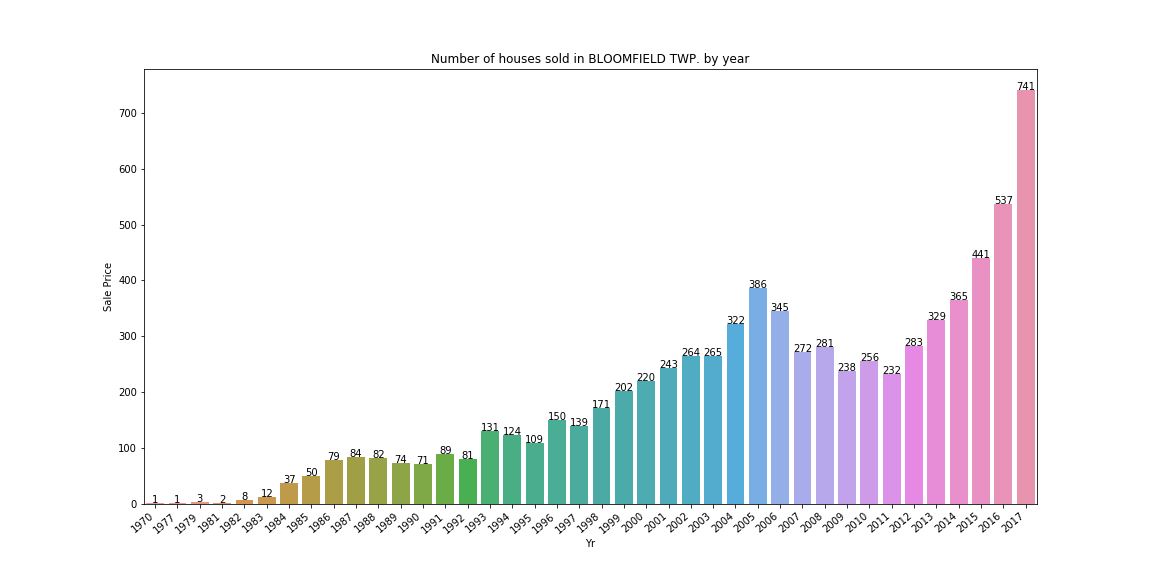 Number of houses sold in BLOOMFIELD TWP. by year
700
600
500
400
300
200
100
0
Sale Price
1 1 3 2 8 12 37 50 79 84 82 74 71 89 81 131 124 109 150 139 171 202 220 243 264 265 322 386 345 272 281 238 256 232 283 329 365 441 537 741
1970 1977 1979 1981 1982 1983 1984 1985 1986 1987 1988 1989 1990 1991 1992 1993 1994 1995 1996 1997 1998 1999 2000 2001 2002 2003 2004 2005 2006 2007 2008 2009 2010 2011 2012 2013 2014 2015 2016 2017
Yr